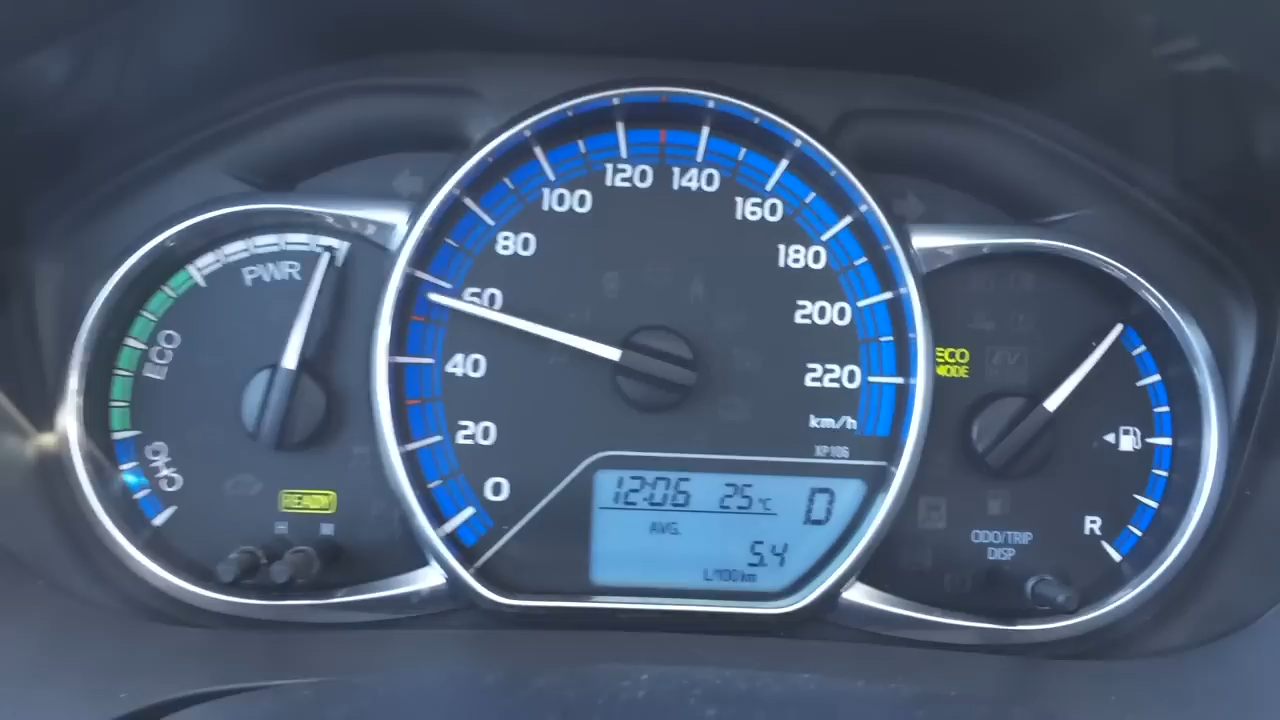 PWR
ECO
CHG
READY
0
20
40
60
80
100
120
140
160
180
200
220
km/h
XP106
12:06 25°C D
AVG.
5.4
L/100km
ECO
MODE
EV
R
ODO/TRIP
DISP